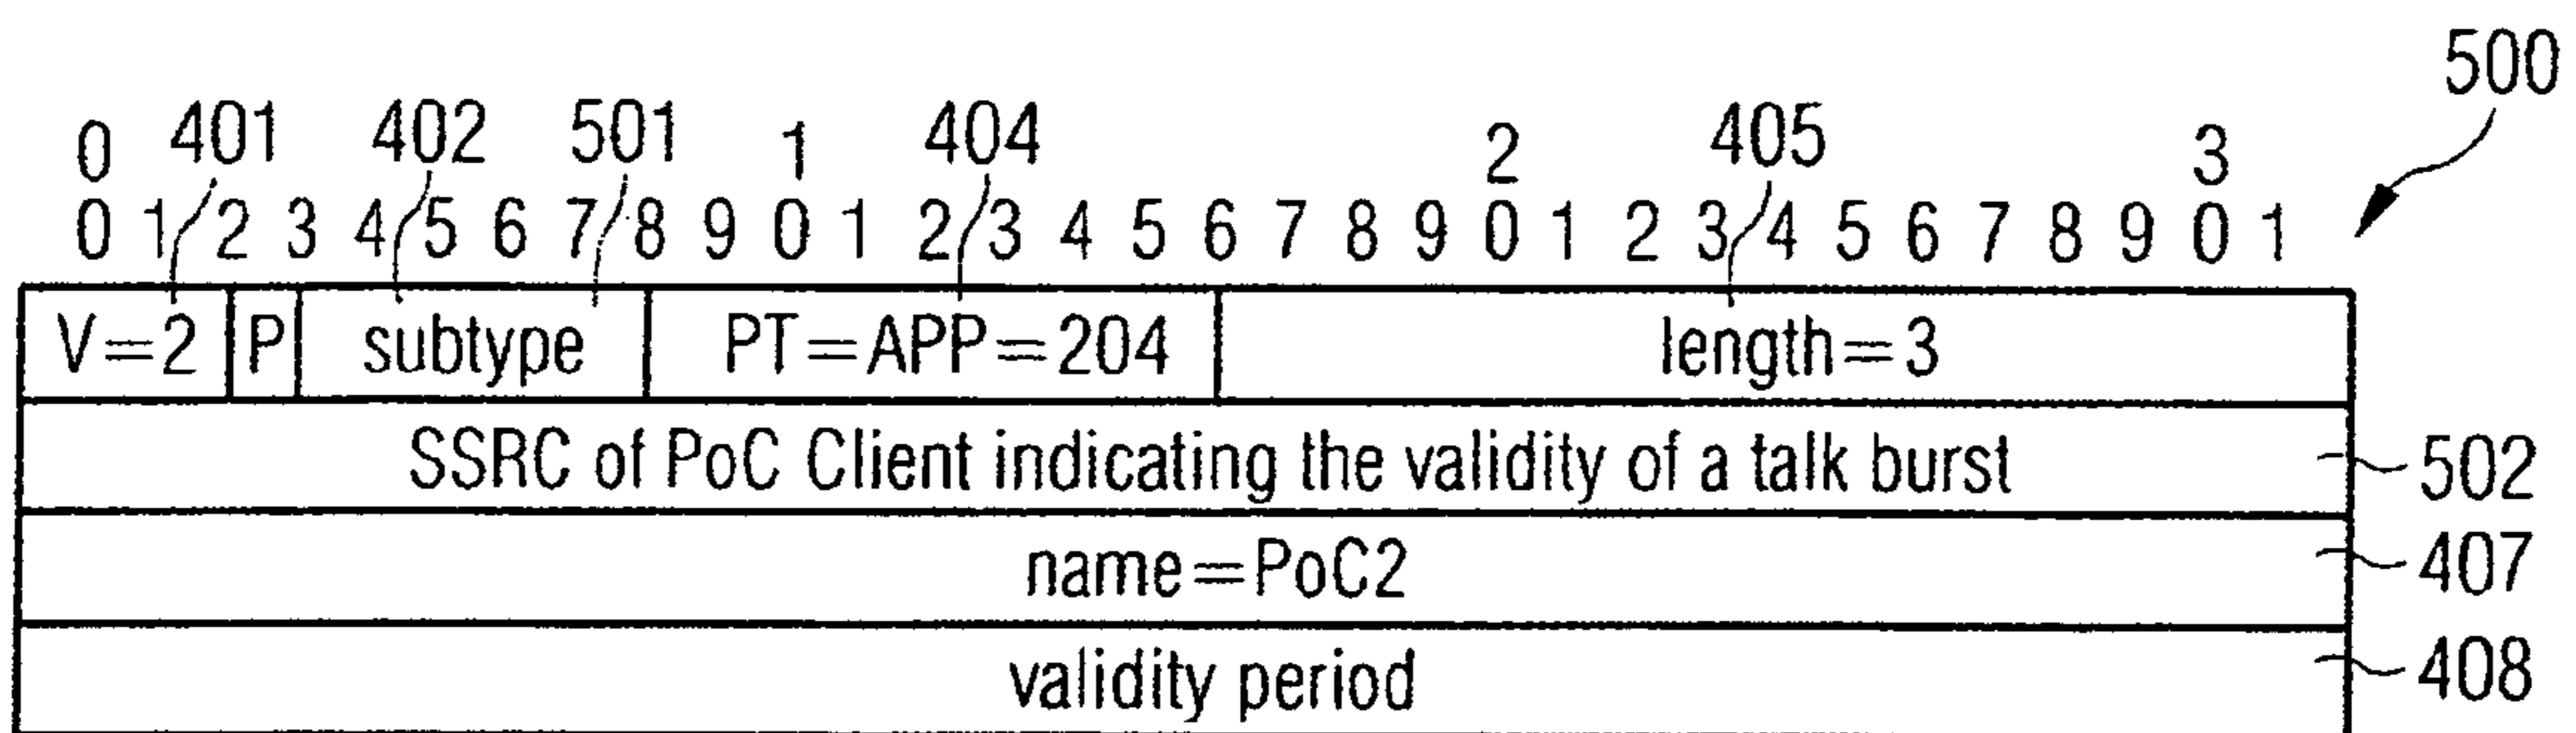 500
0 401 402 501 1 404 2 405 3
0 1 2 3 4 5 6 7 8 9 0 1 2 3 4 5 6 7 8 9 0 1 2 3 4 5 6 7 8 9 0 1
V=2 P subtype PT=APP=204 length=3
SSRC of PoC Client indicating the validity of a talk burst 502
name=PoC2 407
validity period 408